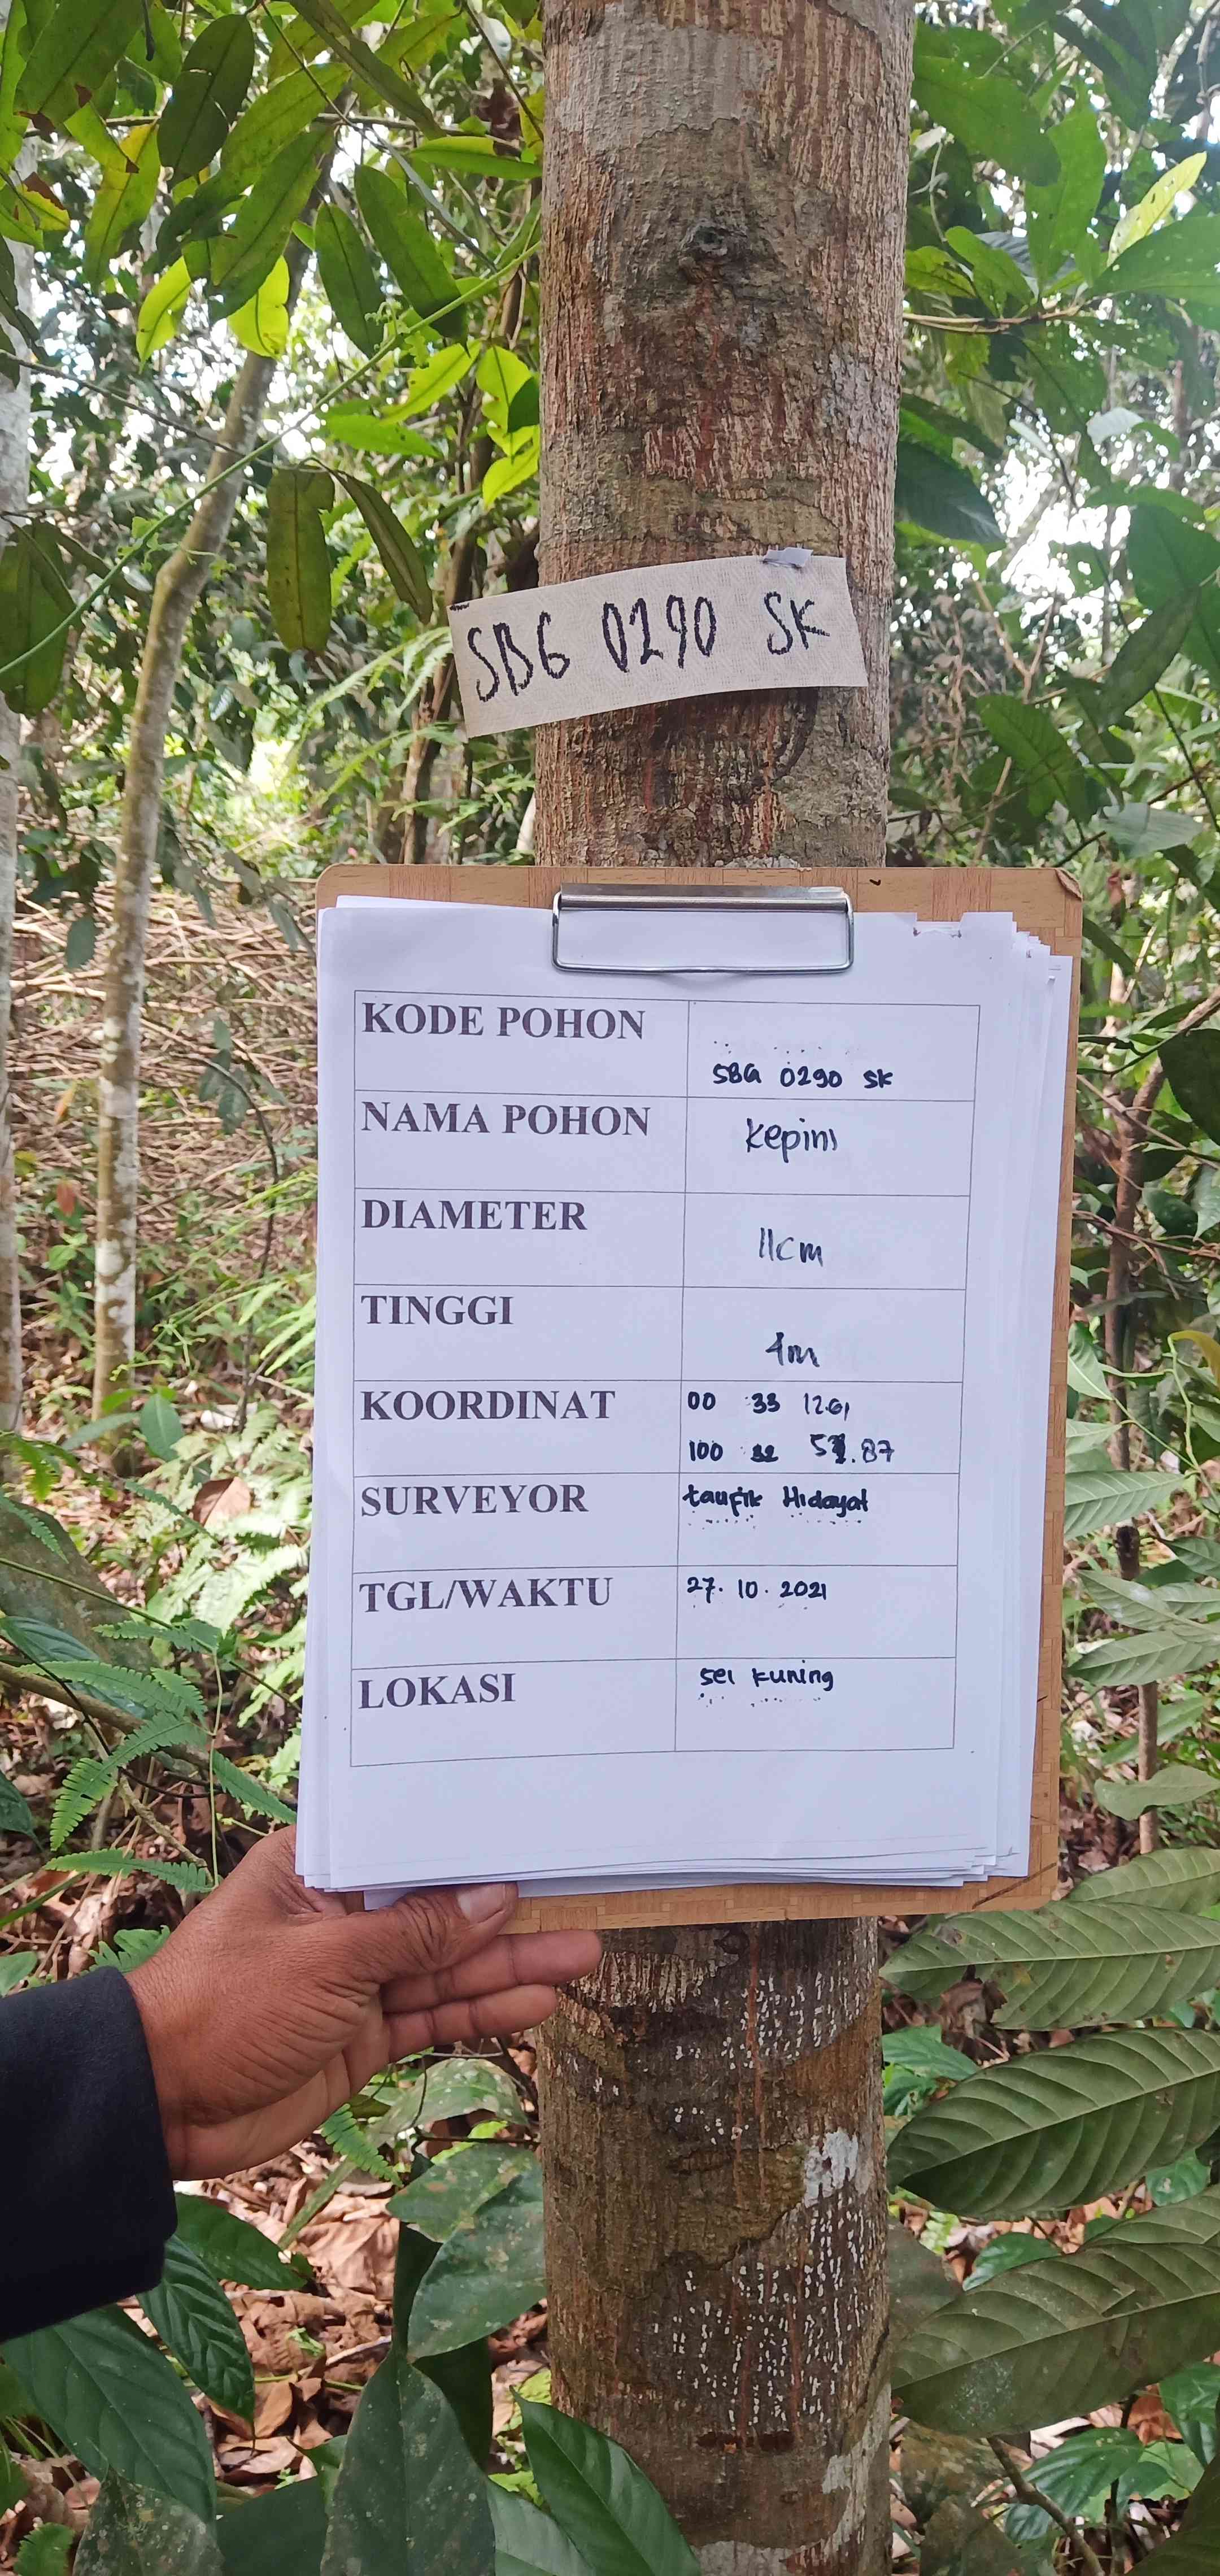 SBG 0290 SK
KODE POHON
SBG 0290 SK
NAMA POHON
Kepini
DIAMETER
11cm
TINGGI
4m
KOORDINAT
00 33 12.61
100 32 .87
SURVEYOR
taufik Hidayat
TGL/WAKTU
27. 10. 2021
LOKASI
sei kuning